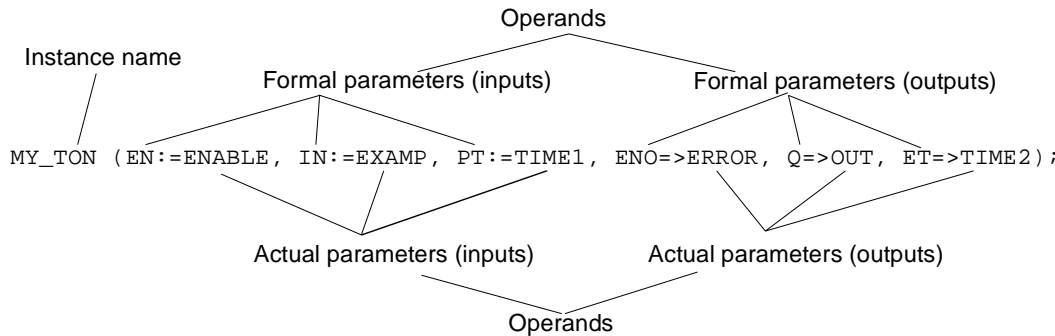 Operands
Instance name
Formal parameters (inputs) Formal parameters (outputs)
MY_TON (EN:=ENABLE, IN:=EXAMP, PT:=TIME1, ENO=>ERROR, Q=>OUT, ET=>TIME2);
Actual parameters (inputs) Actual parameters (outputs)
Operands